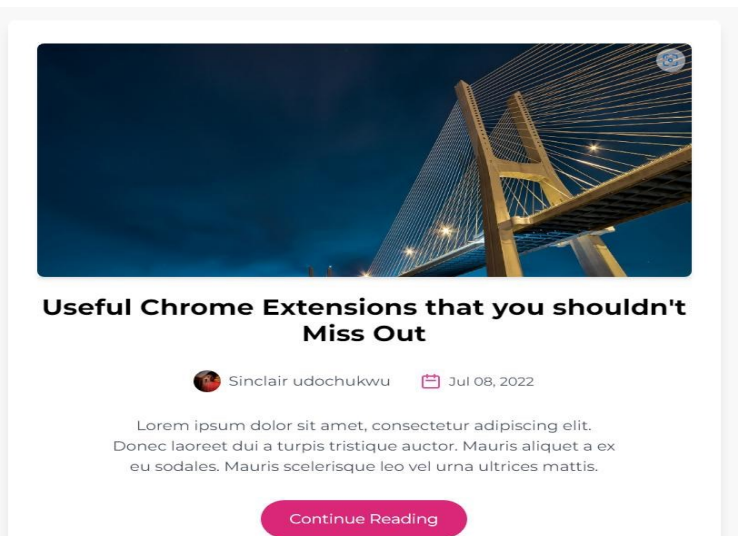 Useful Chrome Extensions that you shouldn't
Miss Out
Sinclair udochukwu
Jul 08, 2022
Lorem ipsum dolor sit amet, consectetur adipiscing elit.
Donec laoreet dui a turpis tristique auctor. Mauris aliquet a ex
eu sodales. Mauris scelerisque leo vel urna ultrices mattis.
Continue Reading